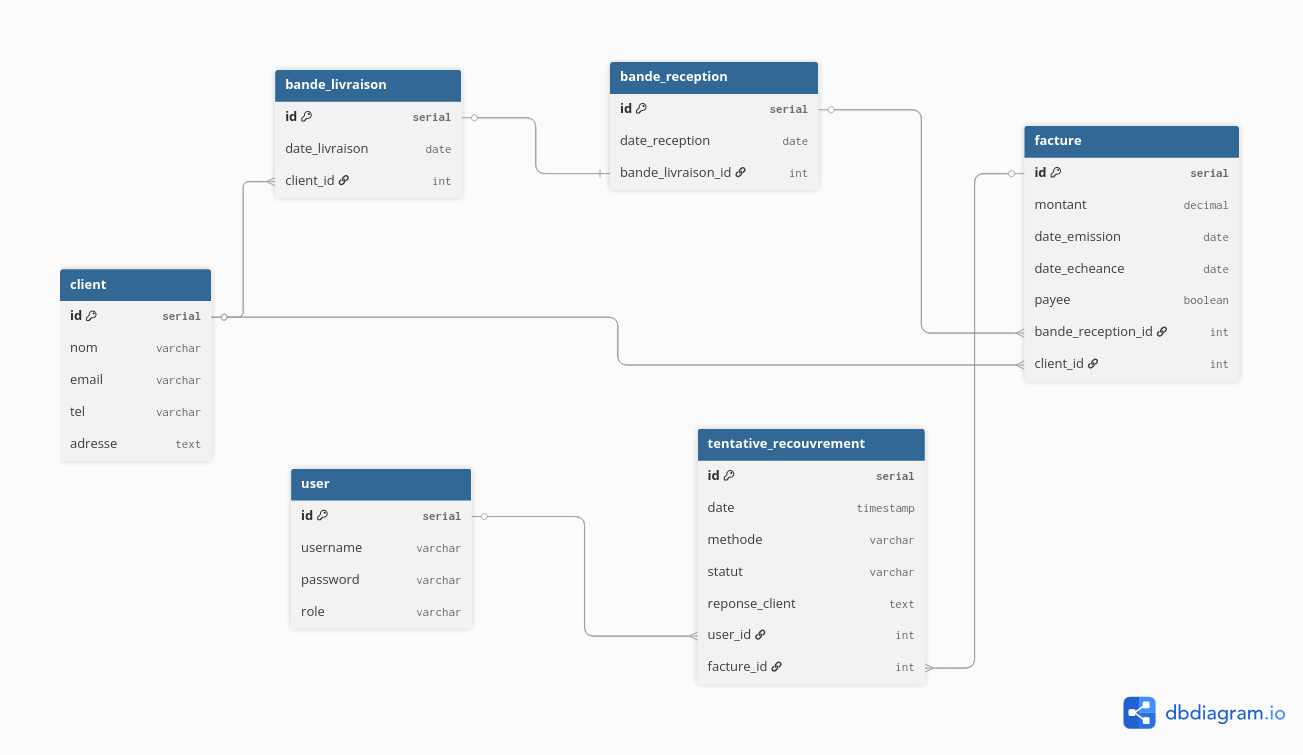 bande_livraison
id serial
date_livraison date
client_id int
bande_reception
id serial
date_reception date
bande_livraison_id int
facture
id serial
montant decimal
date_emission date
date_echeance date
payee boolean
bande_reception_id int
client_id int
client
id serial
nom varchar
email varchar
tel varchar
adresse text
user
id serial
username varchar
password varchar
role varchar
tentative_recouvrement
id serial
date timestamp
methode varchar
statut varchar
reponse_client text
user_id int
facture_id int
dbdiagram.io